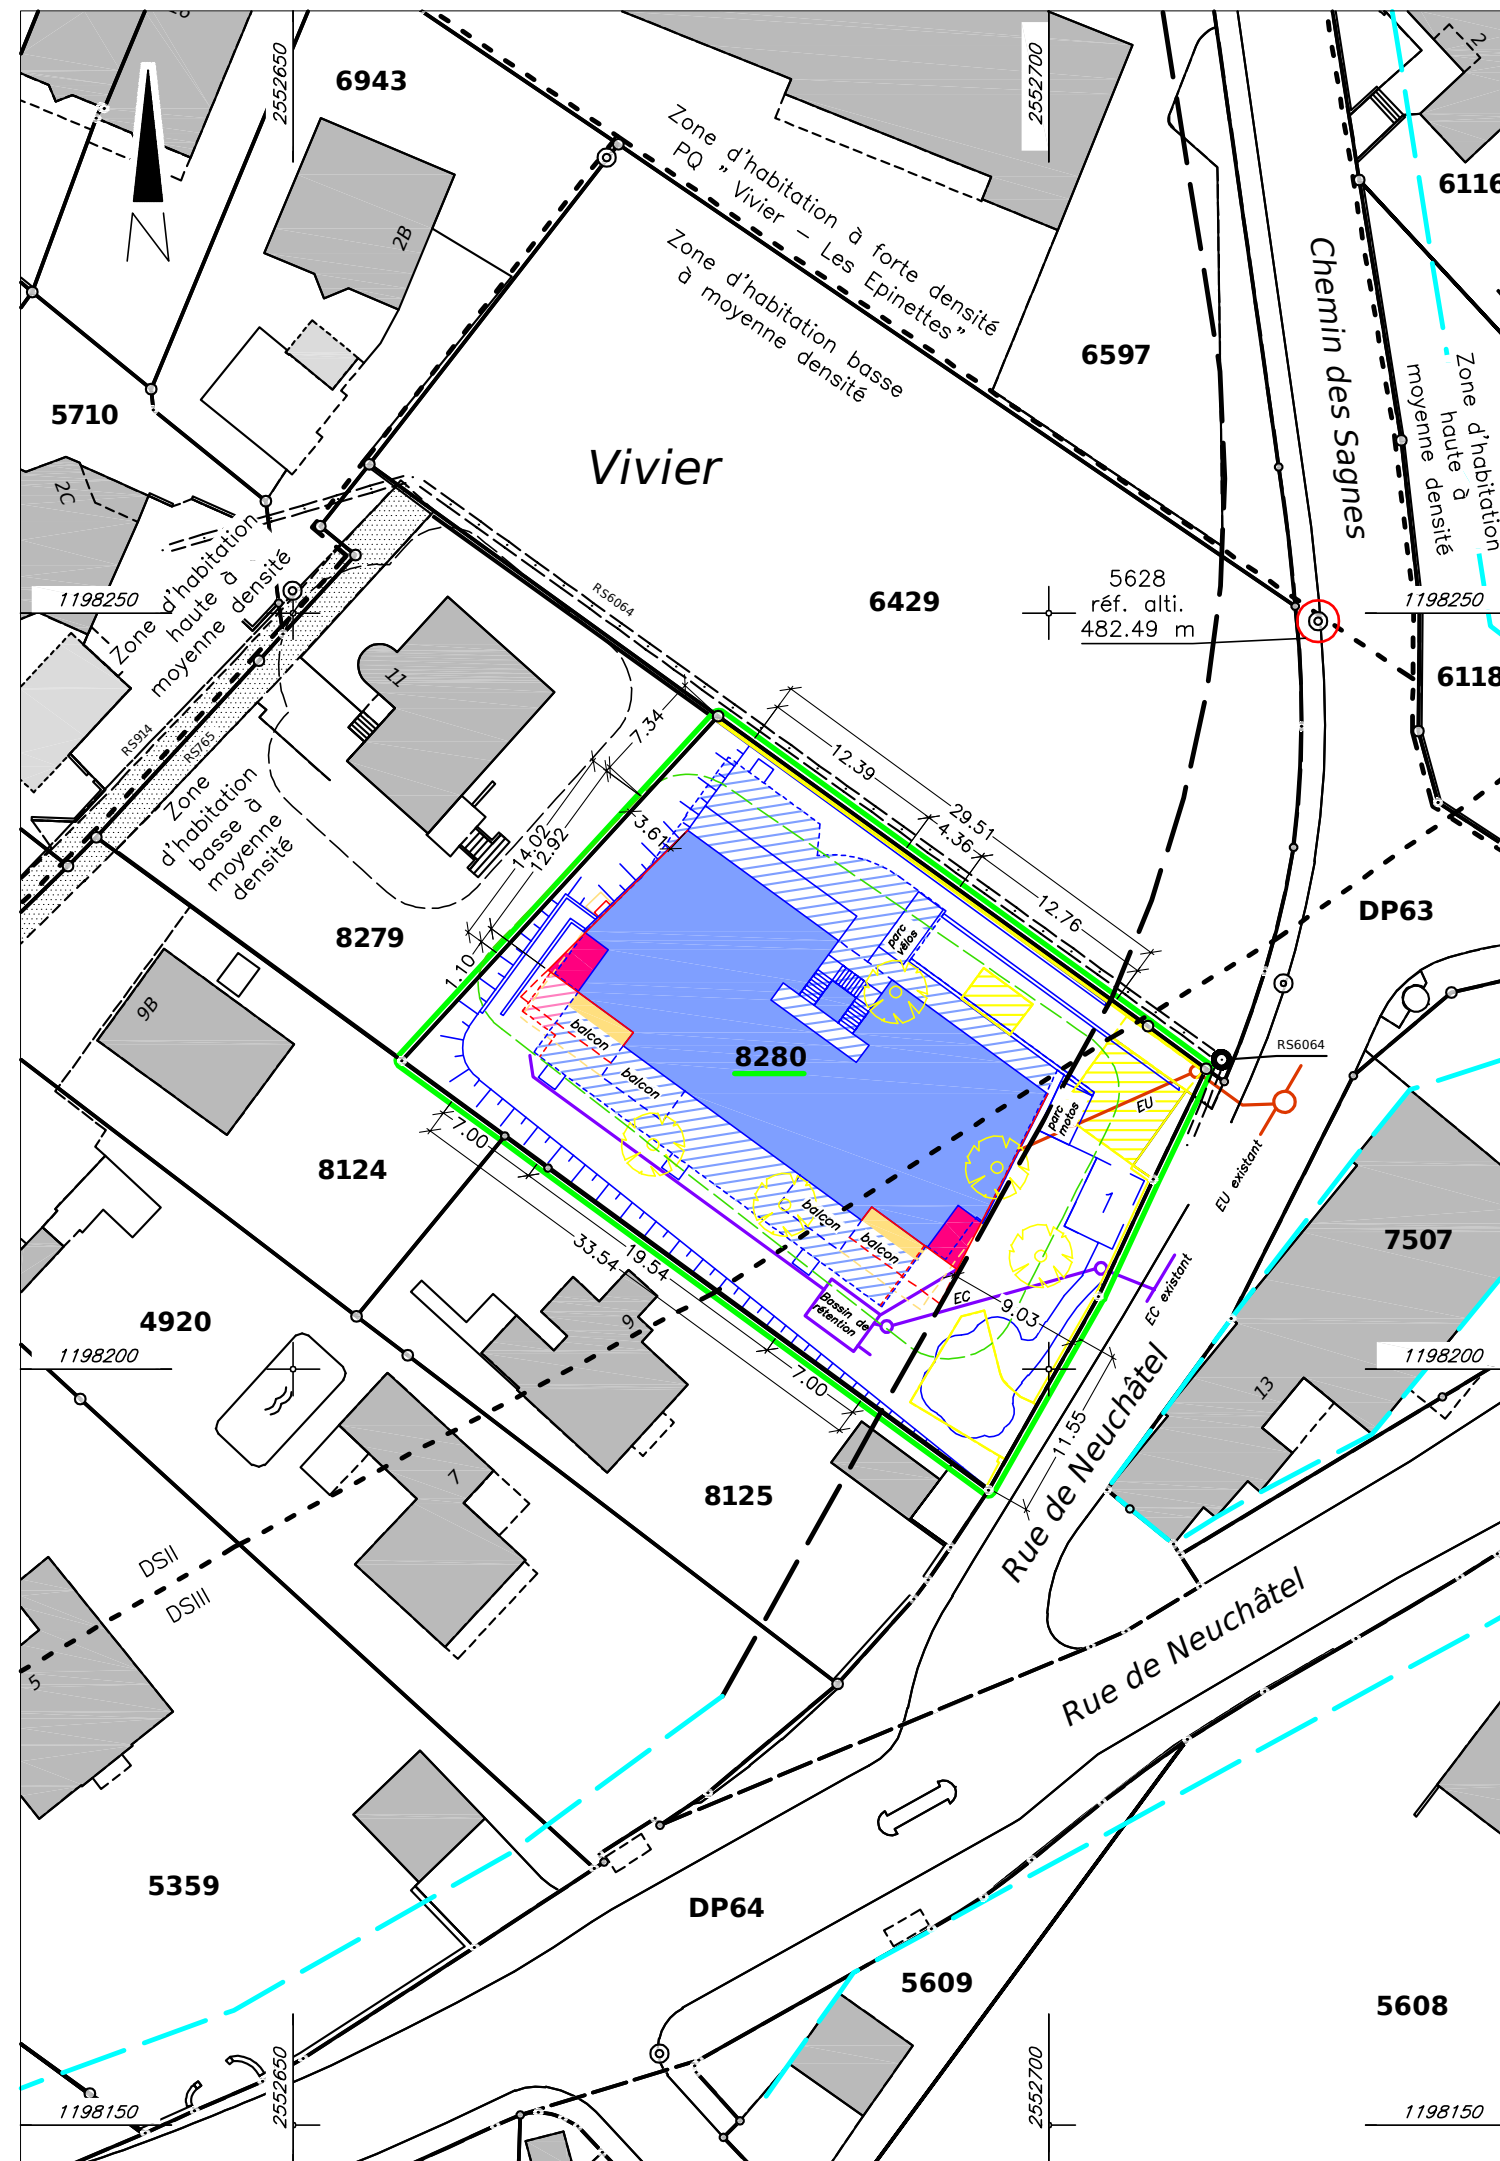 2552650
2552700
6943
2B
2
6116
Zone d'habitation à forte densité
PQ " Vivier – Les Epinettes"
Zone d'habitation basse
à moyenne densité
Chemin des Sagnes
6597
Zone d'habitation
haute à
moyenne densité
5710
2C
Vivier
Zone d'habitation
haute à
moyenne densité
1198250
RS6064
6429
5628
réf. alti.
482.49 m
1198250
6118
11
RS914
RS765
Zone
d'habitation
basse à
moyenne
densité
7.34
12.39
29.51
4.36
12.76
3.61
14.02
12.92
1.10
parc
vélos
DP63
8279
9B
balcon
balcon
8280
RS6064
EU
parc
motos
EU existant
7.00
8124
1
7507
33.54
19.54
balcon
balcon
EC
EC existant
Bassin de
rétention
9.03
4920
9
1198200
1198200
7.00
13
11.55
Rue de Neuchâtel
7
8125
DSII
DSIII
5
Rue de Neuchâtel
5359
DP64
5609
5608
2552650
2552700
1198150
1198150